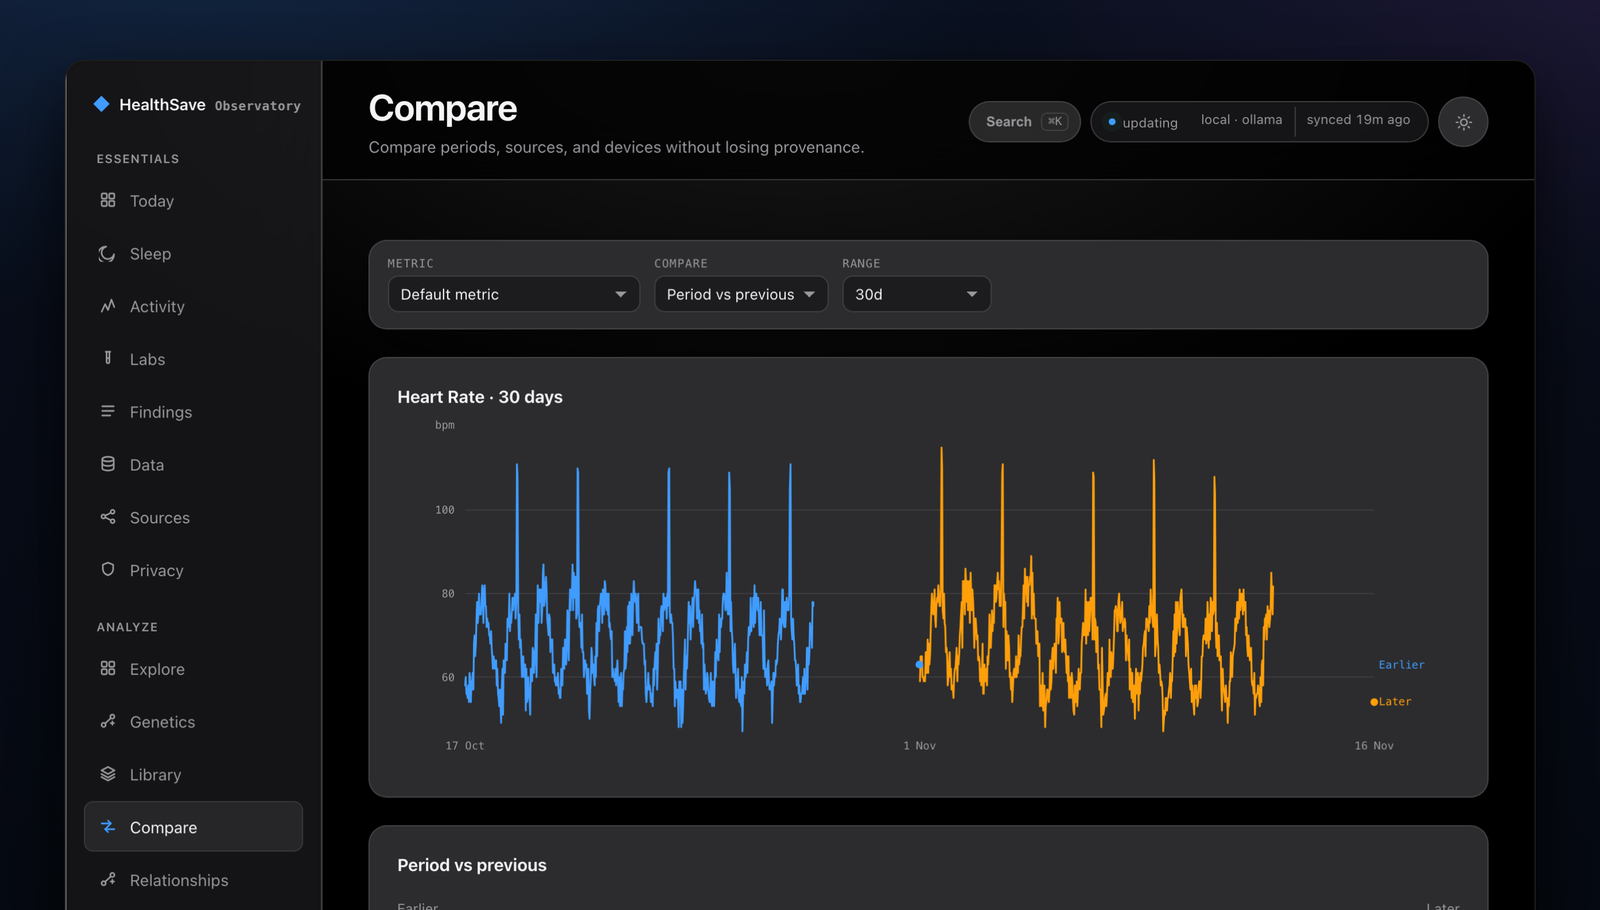 HealthSave Observatory
ESSENTIALS
Today
Sleep
Activity
Labs
Findings
Data
Sources
Privacy
ANALYZE
Explore
Genetics
Library
Compare
Relationships
Compare
Compare periods, sources, and devices without losing provenance.
Search ⌘K
updating
local · ollama
synced 19m ago
METRIC
Default metric
COMPARE
Period vs previous
RANGE
30d
Heart Rate · 30 days
bpm
100
80
60
17 Oct
1 Nov
16 Nov
Earlier
Later
Period vs previous
Earlier
Later